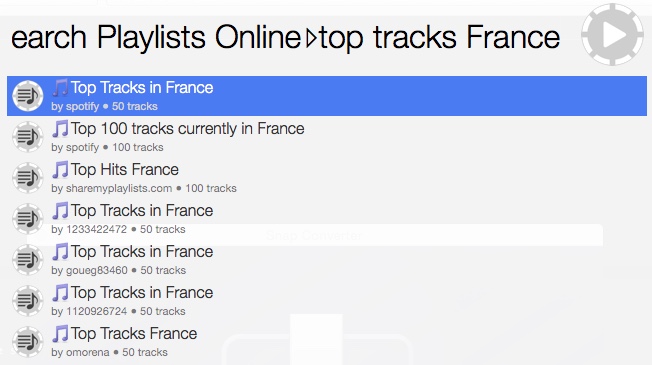 earch Playlists Online▹top tracks France
🎵Top Tracks in France
by spotify • 50 tracks
🎵Top 100 tracks currently in France
by spotify • 100 tracks
🎵Top Hits France
by sharemyplaylists.com • 100 tracks
🎵Top Tracks in France
by 1233422472 • 50 tracks
🎵Top Tracks in France
by goueg83460 • 50 tracks
🎵Top Tracks in France
by 1120926724 • 50 tracks
🎵Top Tracks France
by omorena • 50 tracks